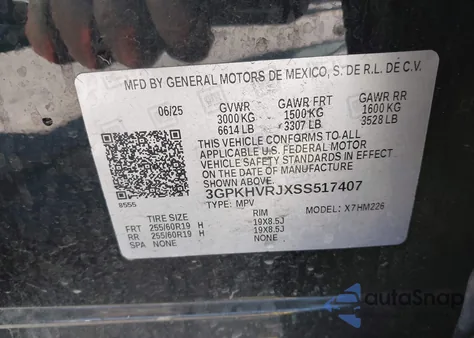 MFD BY GENERAL MOTORS DE MEXICO, S. DE R.L. DE C.V.
06/25 GVWR GAWR FRT GAWR RR
3000 KG 1500 KG 1600 KG
6614 LB 3307 LB 3528 LB
THIS VEHICLE CONFORMS TO ALL
APPLICABLE U.S. FEDERAL MOTOR
VEHICLE SAFETY STANDARDS IN EFFECT
ON THE DATE OF MANUFACTURE SHOWN
ABOVE.
3GPKHVRJXSS517407
8555 TYPE: MPV MODEL: X7HM226
TIRE SIZE RIM
FRT 255/60R19 H 19X8.5J
RR 255/60R19 H 19X8.5J
SPA NONE NONE
autoSnap